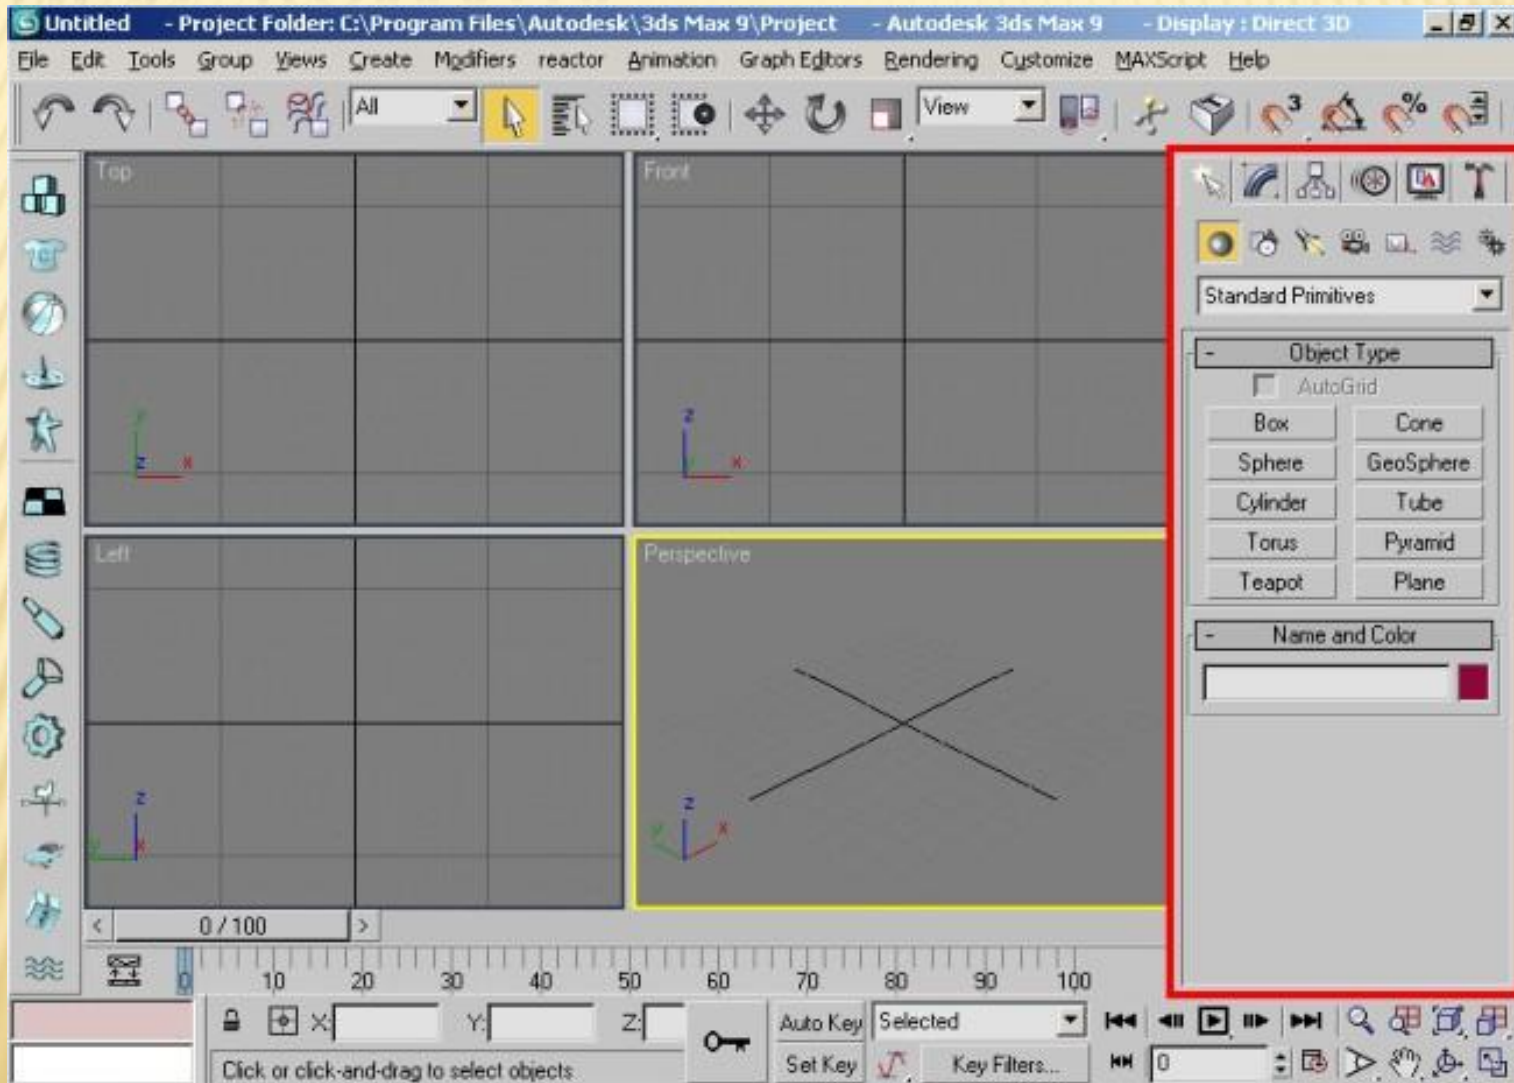 Untitled - Project Folder: C:\Program Files\Autodesk\3ds Max 9\Project - Autodesk 3ds Max 9 - Display : Direct 3D
File Edit Tools Group Views Create Modifiers reactor Animation Graph Editors Rendering Customize MAXScript Help
All View 3 %
Top Front
Standard Primitives
- Object Type
AutoGrid
Box Cone
Sphere GeoSphere
Cylinder Tube
Torus Pyramid
Teapot Plane
- Name and Color
y z x
z y x
Left Perspective
z y x
z y x
< 0 / 100 >
0 10 20 30 40 50 60 70 80 90 100
X: Y: Z: Auto Key Selected
Click or click-and-drag to select objects Set Key Key Filters... 0